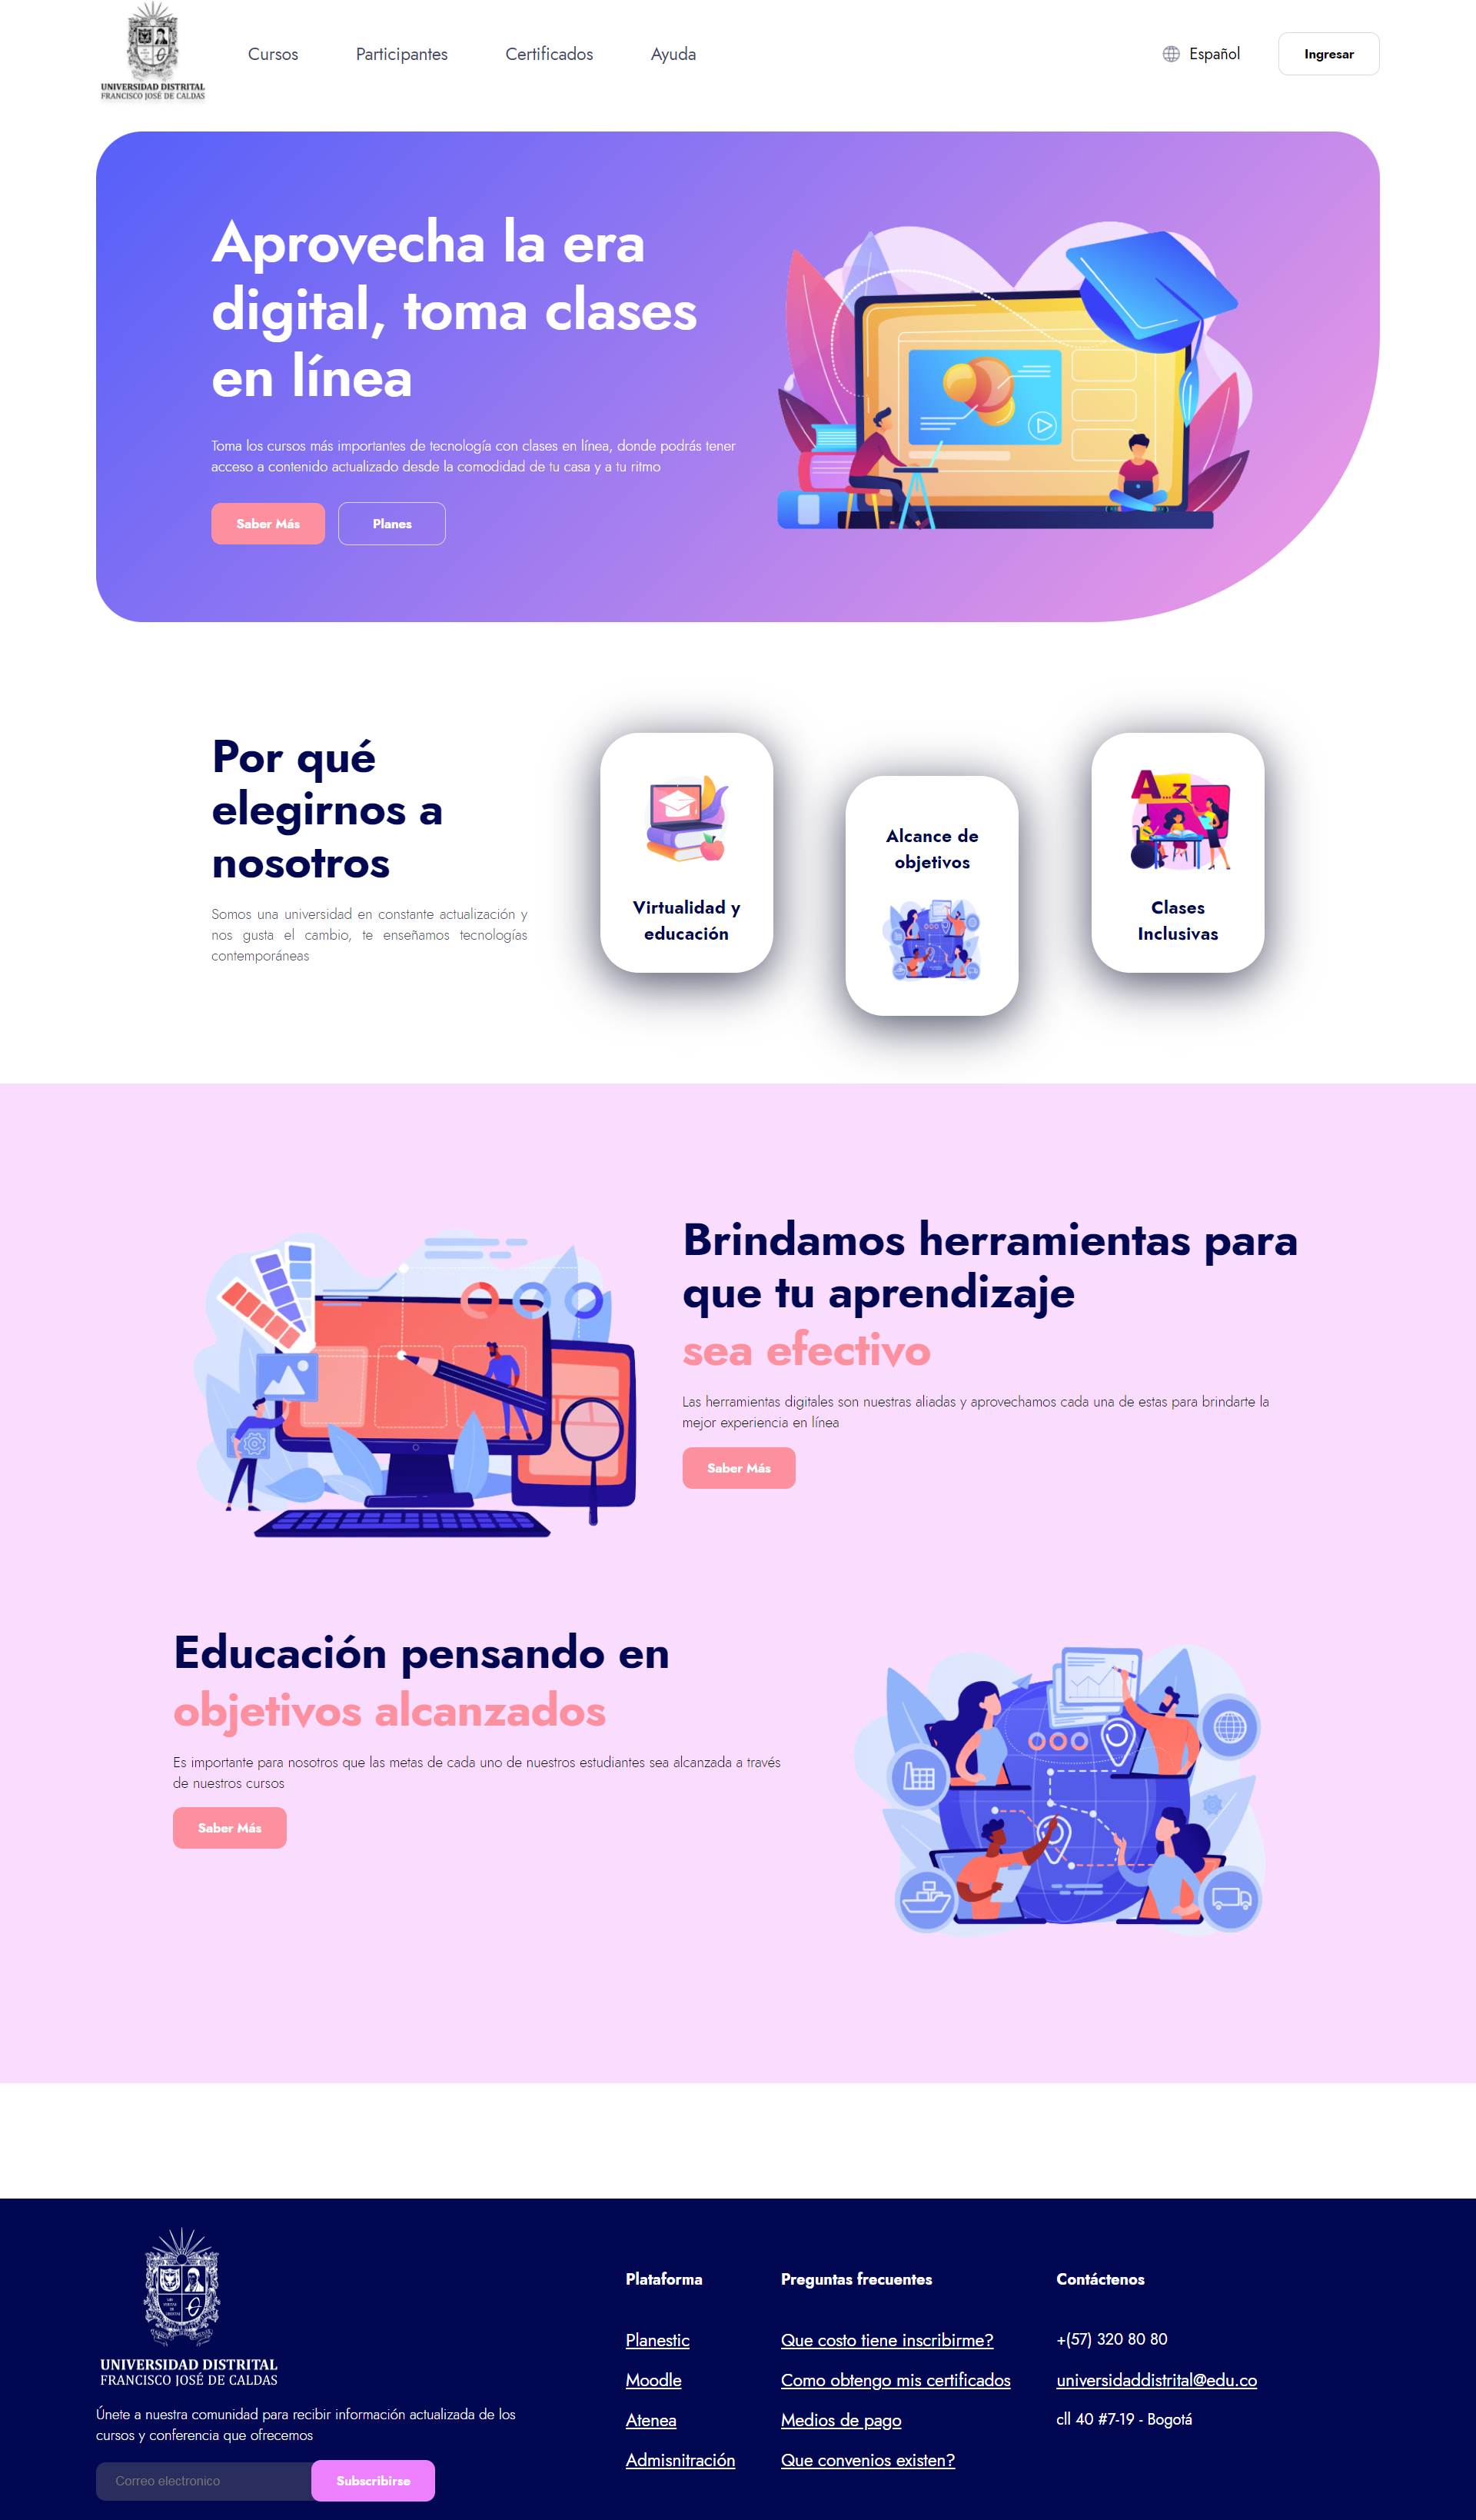 UNIVERSIDAD DISTRITAL
FRANCISCO JOSÉ DE CALDAS
Cursos
Participantes
Certificados
Ayuda
Español
Ingresar
Aprovecha la era
digital, toma clases
en línea
Toma los cursos más importantes de tecnología con clases en línea, donde podrás tener
acceso a contenido actualizado desde la comodidad de tu casa y a tu ritmo
Saber Más
Planes
Por qué
elegirnos a
nosotros
Somos una universidad en constante actualización y
nos gusta el cambio, te enseñamos tecnologías
contemporáneas
Virtualidad y
educación
Alcance de
objetivos
A...z
Clases
Inclusivas
Brindamos herramientas para
que tu aprendizaje
sea efectivo
Las herramientas digitales son nuestras aliadas y aprovechamos cada una de estas para brindarte la
mejor experiencia en línea
Saber Más
Educación pensando en
objetivos alcanzados
Es importante para nosotros que las metas de cada uno de nuestros estudiantes sea alcanzada a través
de nuestros cursos
Saber Más
UNIVERSIDAD DISTRITAL
FRANCISCO JOSÉ DE CALDAS
Únete a nuestra comunidad para recibir información actualizada de los
cursos y conferencia que ofrecemos
Correo electronico
Subscribirse
Plataforma
Planestic
Moodle
Atenea
Admisnitración
Preguntas frecuentes
Que costo tiene inscribirme?
Como obtengo mis certificados
Medios de pago
Que convenios existen?
Contáctenos
+(57) 320 80 80
universidaddistrital@edu.co
cll 40 #7-19 - Bogotá